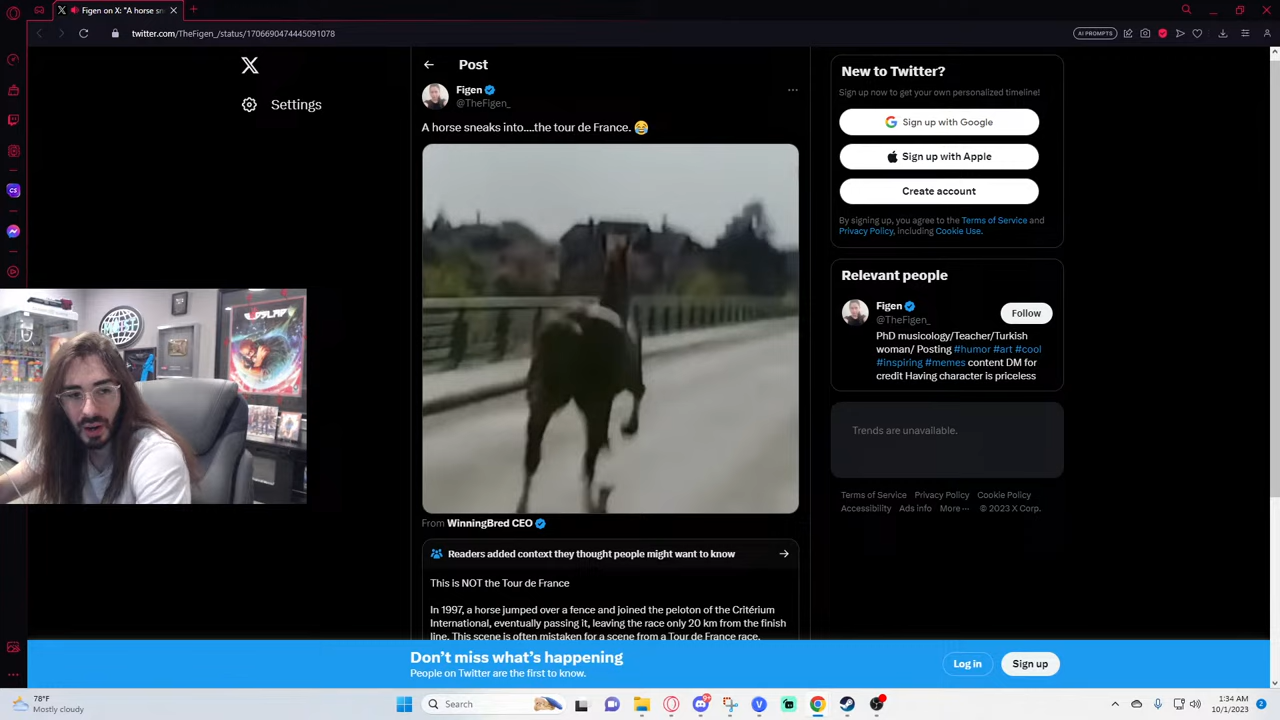 Figen on X: "A horse sn
twitter.com/TheFigen_/status/1706690474445091078
AI PROMPTS
Settings
Post
Figen
@TheFigen_
A horse sneaks into....the tour de France. 😂
From WinningBred CEO
Readers added context they thought people might want to know
This is NOT the Tour de France
In 1997, a horse jumped over a fence and joined the peloton of the Critérium
International, eventually passing it, leaving the race only 20 km from the finish
line. This scene is often mistaken for a scene from a Tour de France race.
New to Twitter?
Sign up now to get your own personalized timeline!
Sign up with Google
Sign up with Apple
Create account
By signing up, you agree to the Terms of Service and
Privacy Policy, including Cookie Use.
Relevant people
Figen
@TheFigen_
Follow
PhD musicology/Teacher/Turkish
woman/ Posting #humor #art #cool
#inspiring #memes content DM for
credit Having character is priceless
Trends are unavailable.
Terms of Service Privacy Policy Cookie Policy
Accessibility Ads info More ··· © 2023 X Corp.
Don't miss what's happening
People on Twitter are the first to know.
Log in
Sign up
78°F
Mostly cloudy
Search
1:34 AM
10/1/2023
2